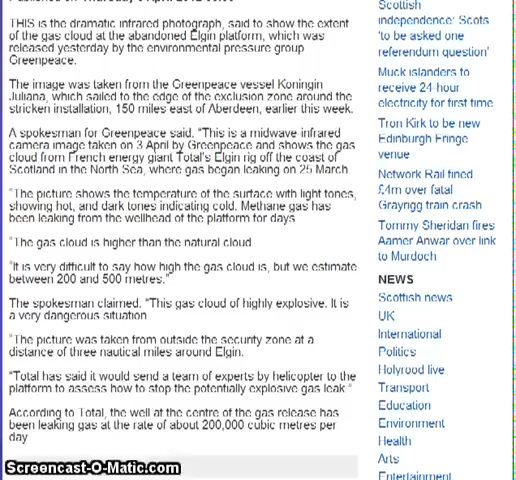 THIS is the dramatic infrared photograph, said to show the extent
of the gas cloud at the abandoned Elgin platform, which was
released yesterday by the environmental pressure group
Greenpeace.
The image was taken from the Greenpeace vessel Koningin
Juliana, which sailed to the edge of the exclusion zone around the
stricken installation, 150 miles east of Aberdeen, earlier this week.
A spokesman for Greenpeace said. "This is a midwave infrared
camera image taken on 3 April by Greenpeace and shows the gas
cloud from French energy giant Total's Elgin rig off the coast of
Scotland in the North Sea, where gas began leaking on 25 March
"The picture shows the temperature of the surface with light tones,
showing hot, and dark tones indicating cold. Methane gas has
been leaking from the wellhead of the platform for days
"The gas cloud is higher than the natural cloud
"It is very difficult to say how high the gas cloud is, but we estimate
between 200 and 500 metres."
The spokesman claimed. "This gas cloud of highly explosive. It is
a very dangerous situation
"The picture was taken from outside the security zone at a
distance of three nautical miles around Elgin.
"Total has said it would send a team of experts by helicopter to the
platform to assess how to stop the potentially explosive gas leak."
According to Total, the well at the centre of the gas release has
been leaking gas at the rate of about 200,000 cubic metres per
day
Scottish
independence: Scots
'to be asked one
referendum question'
Muck islanders to
receive 24-hour
electricity for first time
Tron Kirk to be new
Edinburgh Fringe
venue
Network Rail fined
£4m over fatal
Grayrigg train crash
Tommy Sheridan fires
Aamer Anwar over link
to Murdoch
NEWS
Scottish news
UK
International
Politics
Holyrood live
Transport
Education
Environment
Health
Arts
Entertainment
Screencast-O-Matic.com